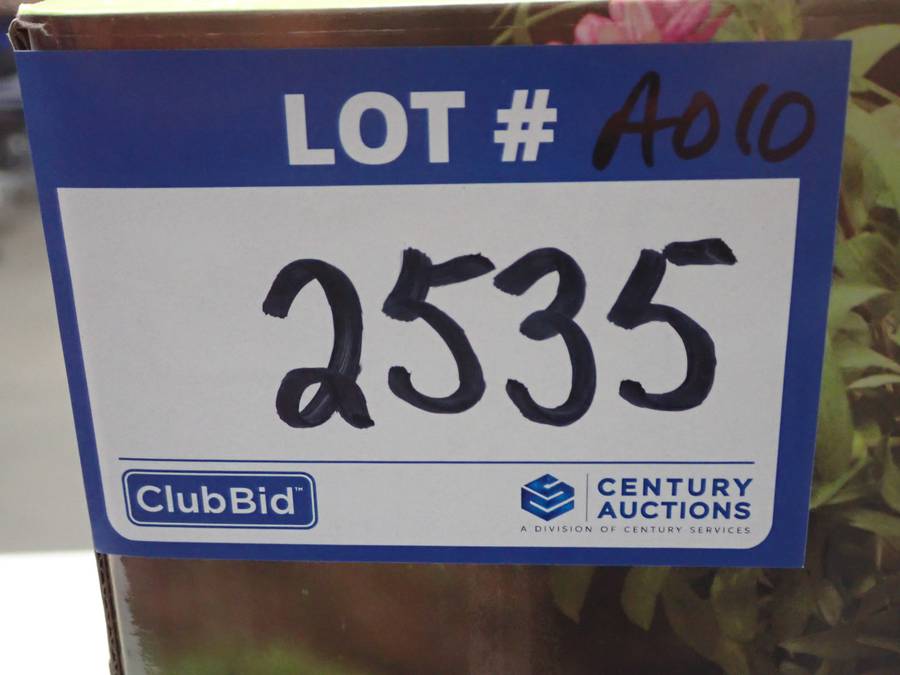 LOT # A010
2535
ClubBid™
CENTURY
AUCTIONS
A DIVISION OF CENTURY SERVICES